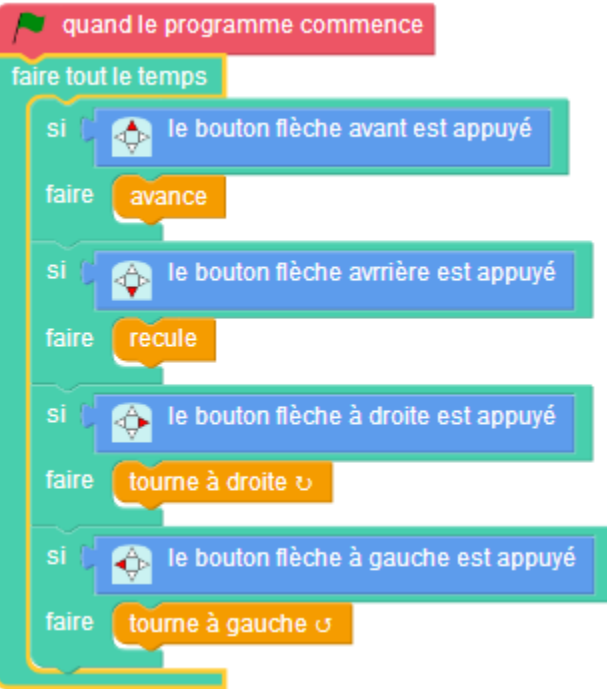 quand le programme commence
faire tout le temps
si le bouton flèche avant est appuyé
faire avance
si le bouton flèche avrrière est appuyé
faire recule
si le bouton flèche à droite est appuyé
faire tourne à droite ↻
si le bouton flèche à gauche est appuyé
faire tourne à gauche ↺